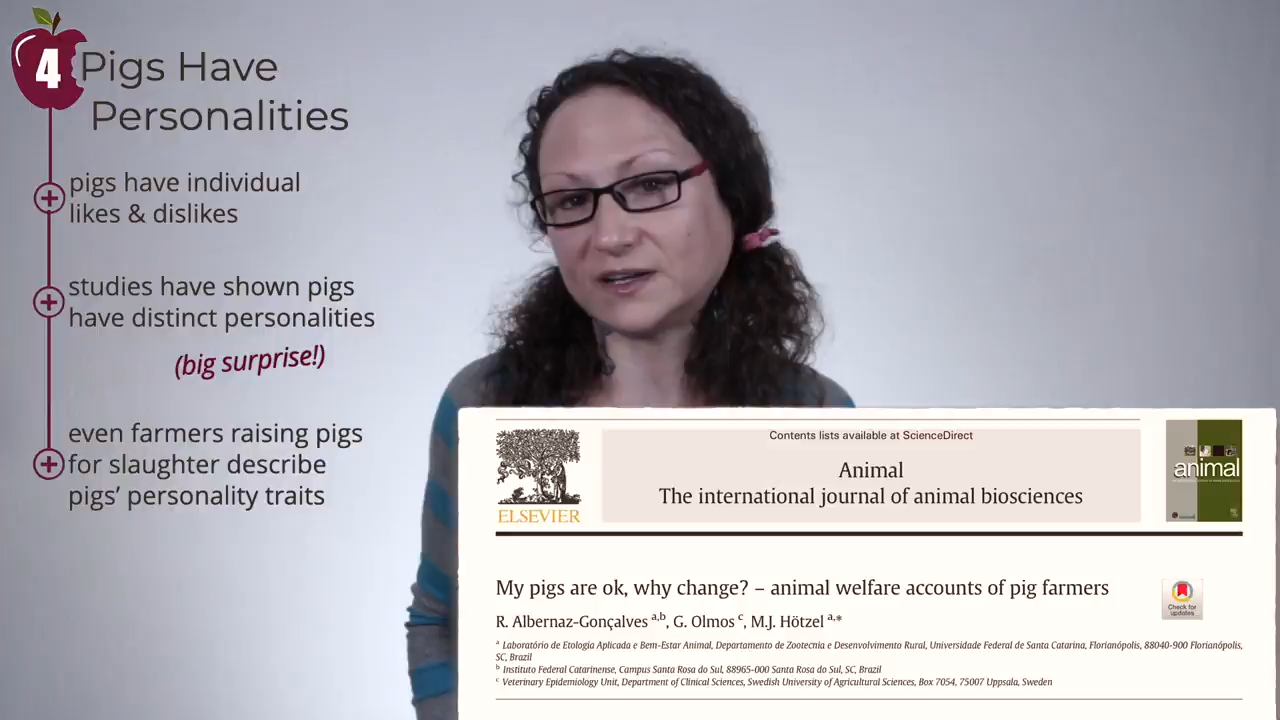 4 Pigs Have
Personalities
pigs have individual
likes & dislikes
studies have shown pigs
have distinct personalities
(big surprise!)
even farmers raising pigs
for slaughter describe
pigs’ personality traits
Contents lists available at ScienceDirect
Animal
The international journal of animal biosciences
ELSEVIER
animal
My pigs are ok, why change? – animal welfare accounts of pig farmers
Check for
updates
R. Albernaz-Gonçalves a,b, G. Olmos c, M.J. Hötzel a,*
a Laboratório de Etologia Aplicada e Bem-Estar Animal, Departamento de Zootecnia e Desenvolvimento Rural, Universidade Federal de Santa Catarina, Florianópolis, 88040-900 Florianópolis,
SC, Brazil
b Instituto Federal Catarinense, Campus Santa Rosa do Sul, 88965-000 Santa Rosa do Sul, SC, Brazil
c Veterinary Epidemiology Unit, Department of Clinical Sciences, Swedish University of Agricultural Sciences, Box 7054, 75007 Uppsala, Sweden